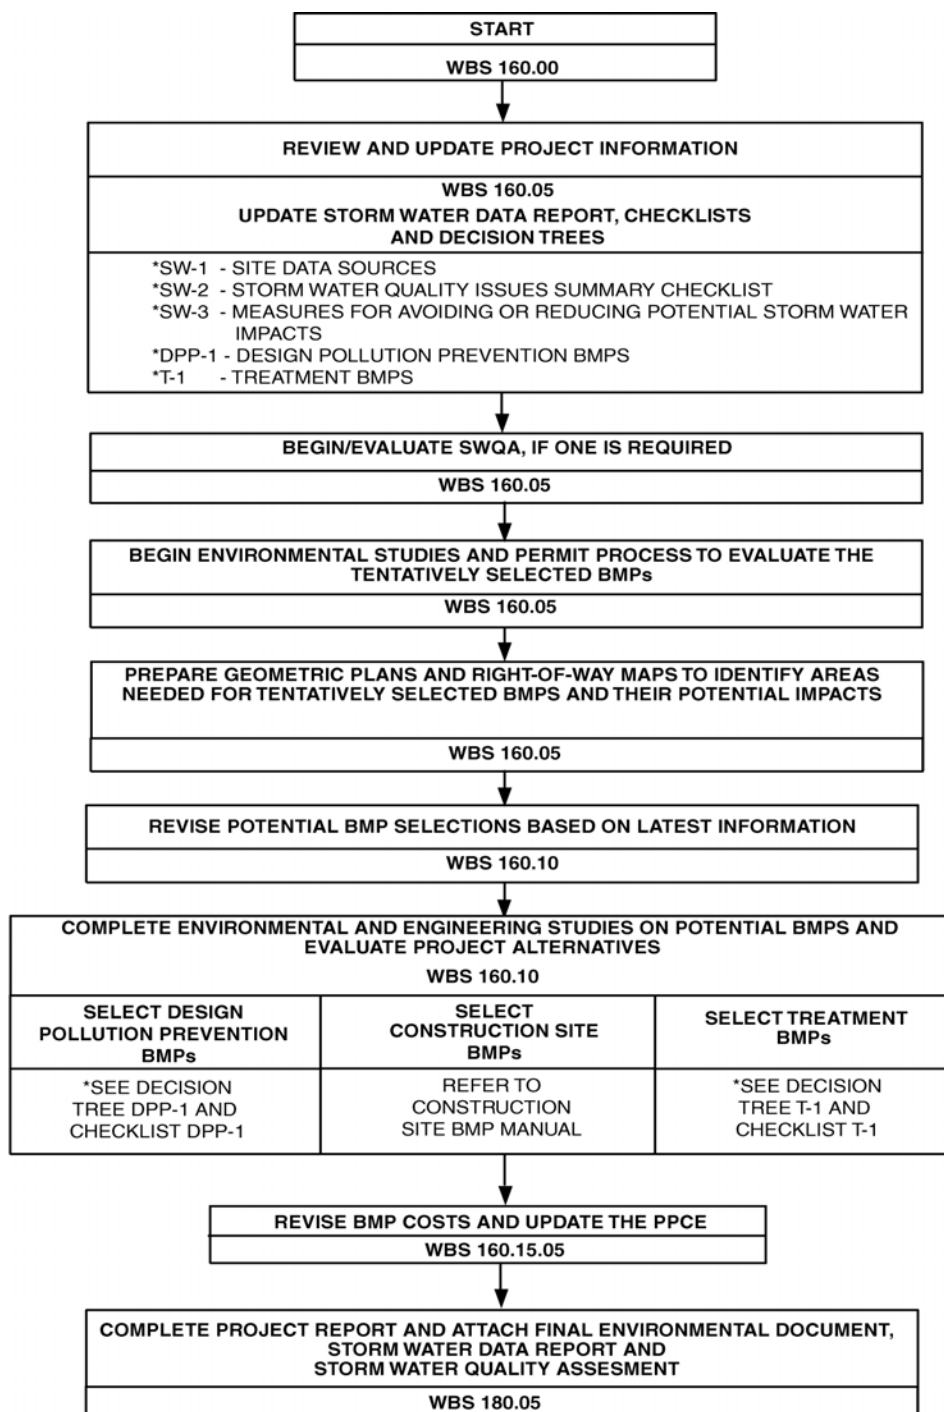 START
WBS 160.00
REVIEW AND UPDATE PROJECT INFORMATION
WBS 160.05
UPDATE STORM WATER DATA REPORT, CHECKLISTS
AND DECISION TREES
*SW-1 - SITE DATA SOURCES
*SW-2 - STORM WATER QUALITY ISSUES SUMMARY CHECKLIST
*SW-3 - MEASURES FOR AVOIDING OR REDUCING POTENTIAL STORM WATER
IMPACTS
*DPP-1 - DESIGN POLLUTION PREVENTION BMPS
*T-1 - TREATMENT BMPS
BEGIN/EVALUATE SWQA, IF ONE IS REQUIRED
WBS 160.05
BEGIN ENVIRONMENTAL STUDIES AND PERMIT PROCESS TO EVALUATE THE
TENTATIVELY SELECTED BMPs
WBS 160.05
PREPARE GEOMETRIC PLANS AND RIGHT-OF-WAY MAPS TO IDENTIFY AREAS
NEEDED FOR TENTATIVELY SELECTED BMPS AND THEIR POTENTIAL IMPACTS
WBS 160.05
REVISE POTENTIAL BMP SELECTIONS BASED ON LATEST INFORMATION
WBS 160.10
COMPLETE ENVIRONMENTAL AND ENGINEERING STUDIES ON POTENTIAL BMPS AND
EVALUATE PROJECT ALTERNATIVES
WBS 160.10
SELECT DESIGN
POLLUTION PREVENTION
BMPs
*SEE DECISION
TREE DPP-1 AND
CHECKLIST DPP-1
SELECT
CONSTRUCTION SITE
BMPs
REFER TO
CONSTRUCTION
SITE BMP MANUAL
SELECT TREATMENT
BMPs
*SEE DECISION
TREE T-1 AND
CHECKLIST T-1
REVISE BMP COSTS AND UPDATE THE PPCE
WBS 160.15.05
COMPLETE PROJECT REPORT AND ATTACH FINAL ENVIRONMENTAL DOCUMENT,
STORM WATER DATA REPORT AND
STORM WATER QUALITY ASSESMENT
WBS 180.05